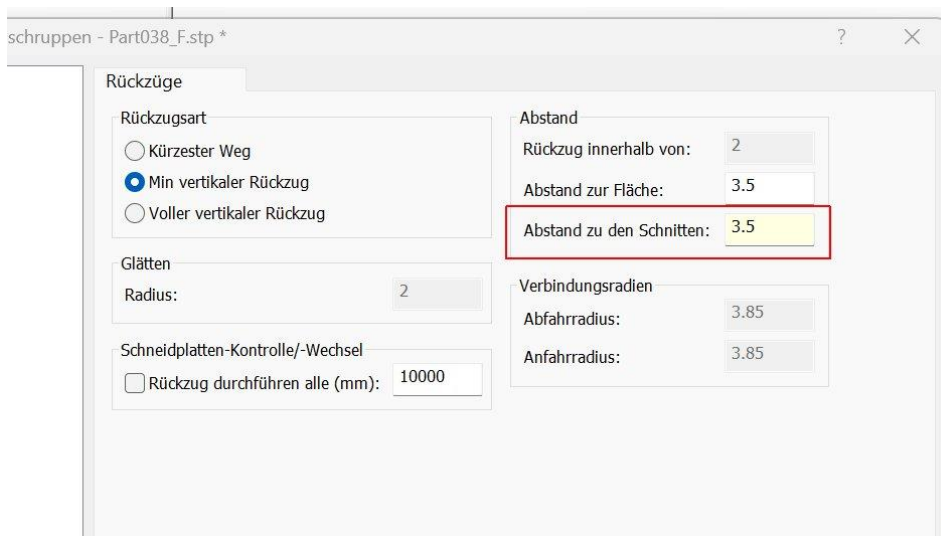 schruppen - Part038_F.stp *
?
Rückzüge
Rückzugsart
Kürzester Weg
Min vertikaler Rückzug
Voller vertikaler Rückzug
Glätten
Radius: 2
Schneidplatten-Kontrolle/-Wechsel
Rückzug durchführen alle (mm): 10000
Abstand
Rückzug innerhalb von: 2
Abstand zur Fläche: 3.5
Abstand zu den Schnitten: 3.5
Verbindungsradien
Abfahrradius: 3.85
Anfahrradius: 3.85